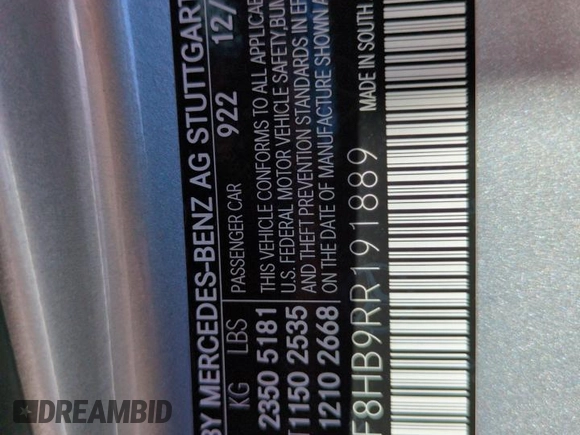 BY MERCEDES-BENZ AG STUTTGART
922 12/
KG LBS PASSENGER CAR
2350 5181 THIS VEHICLE CONFORMS TO ALL
1150 2535 U.S. FEDERAL MOTOR VEHICLE SAFETY,
1210 2668 AND THEFT PREVENTION STANDARDS IN
ON THE DATE OF MANUFACTURE SHOWN
F8HB9RR191889 MADE IN SOUTH
DREAMBID